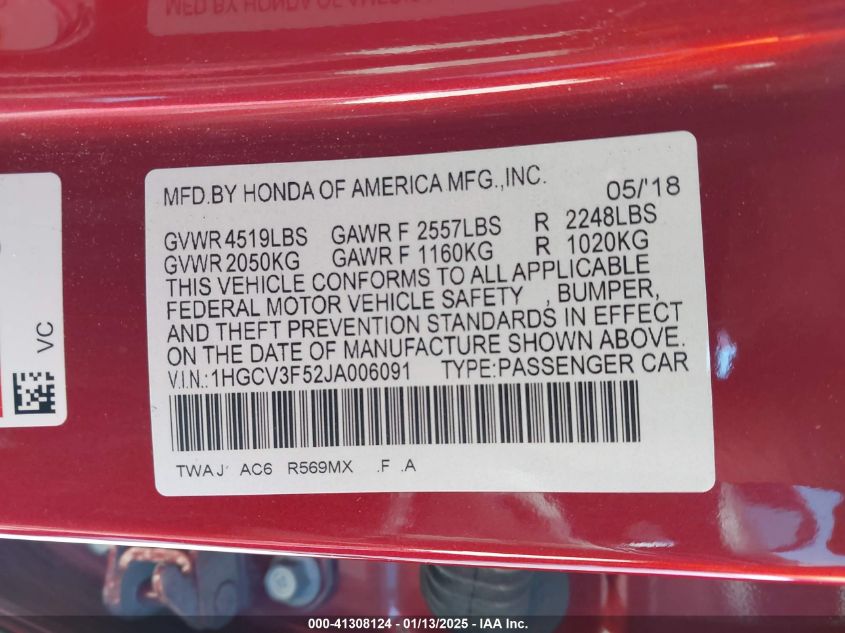 MFD.BY HONDA OF AMERICA MFG.,INC. 05/'18
GVWR 4519LBS GAWR F 2557LBS R 2248LBS
GVWR 2050KG GAWR F 1160KG R 1020KG
THIS VEHICLE CONFORMS TO ALL APPLICABLE
FEDERAL MOTOR VEHICLE SAFETY , BUMPER,
AND THEFT PREVENTION STANDARDS IN EFFECT
ON THE DATE OF MANUFACTURE SHOWN ABOVE.
V.I.N.:1HGCV3F52JA006091 TYPE:PASSENGER CAR
TWAJ' AC6 R569MX .F .A
VC
000-41308124 - 01/13/2025 - IAA Inc.